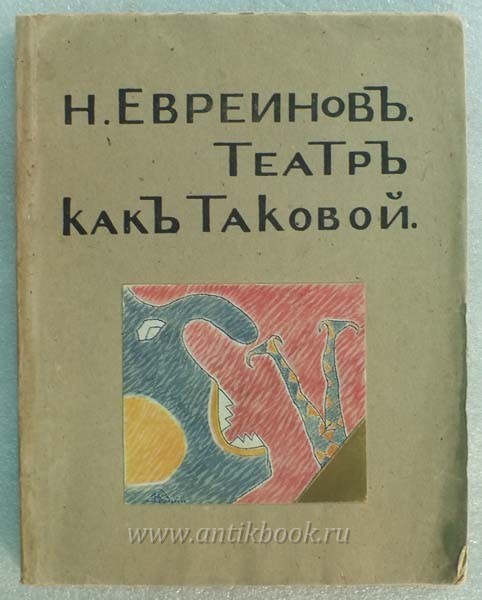 Н. ЕВРЕИНОВЪ.
ТЕАТРЪ
КАКЪ ТАКОВОЙ.
www.antikbook.ru